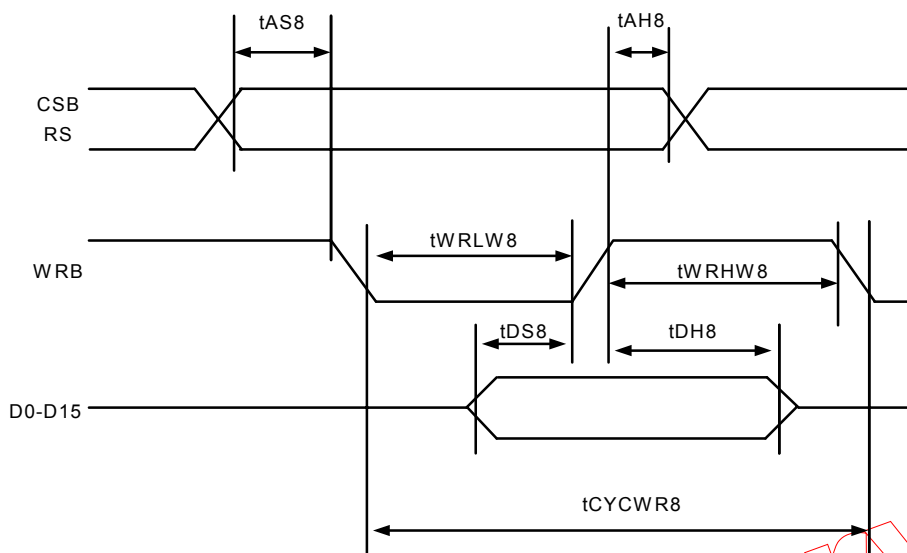 tAS8
tAH8
CSB
RS
tWRLW8
WRB
tWRHW8
tDS8
tDH8
D0-D15
tCYCWR8